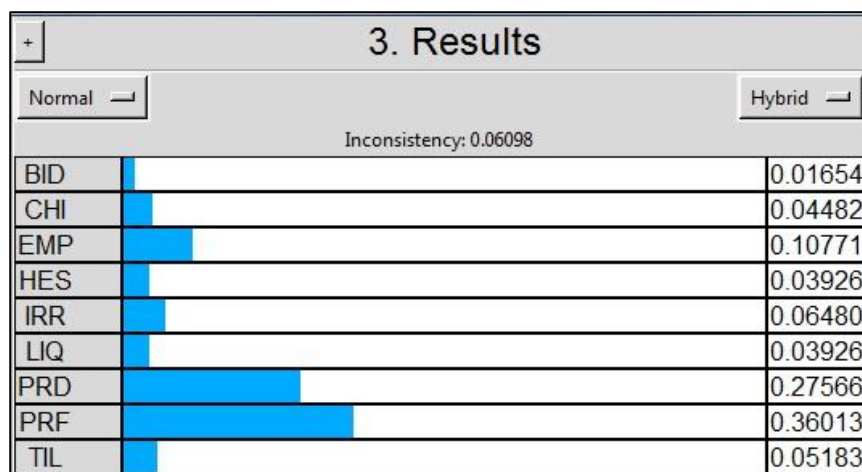 + 3. Results
Normal Hybrid
Inconsistency: 0.06098
BID 0.01654
CHI 0.04482
EMP 0.10771
HES 0.03926
IRR 0.06480
LIQ 0.03926
PRD 0.27566
PRF 0.36013
TIL 0.05183